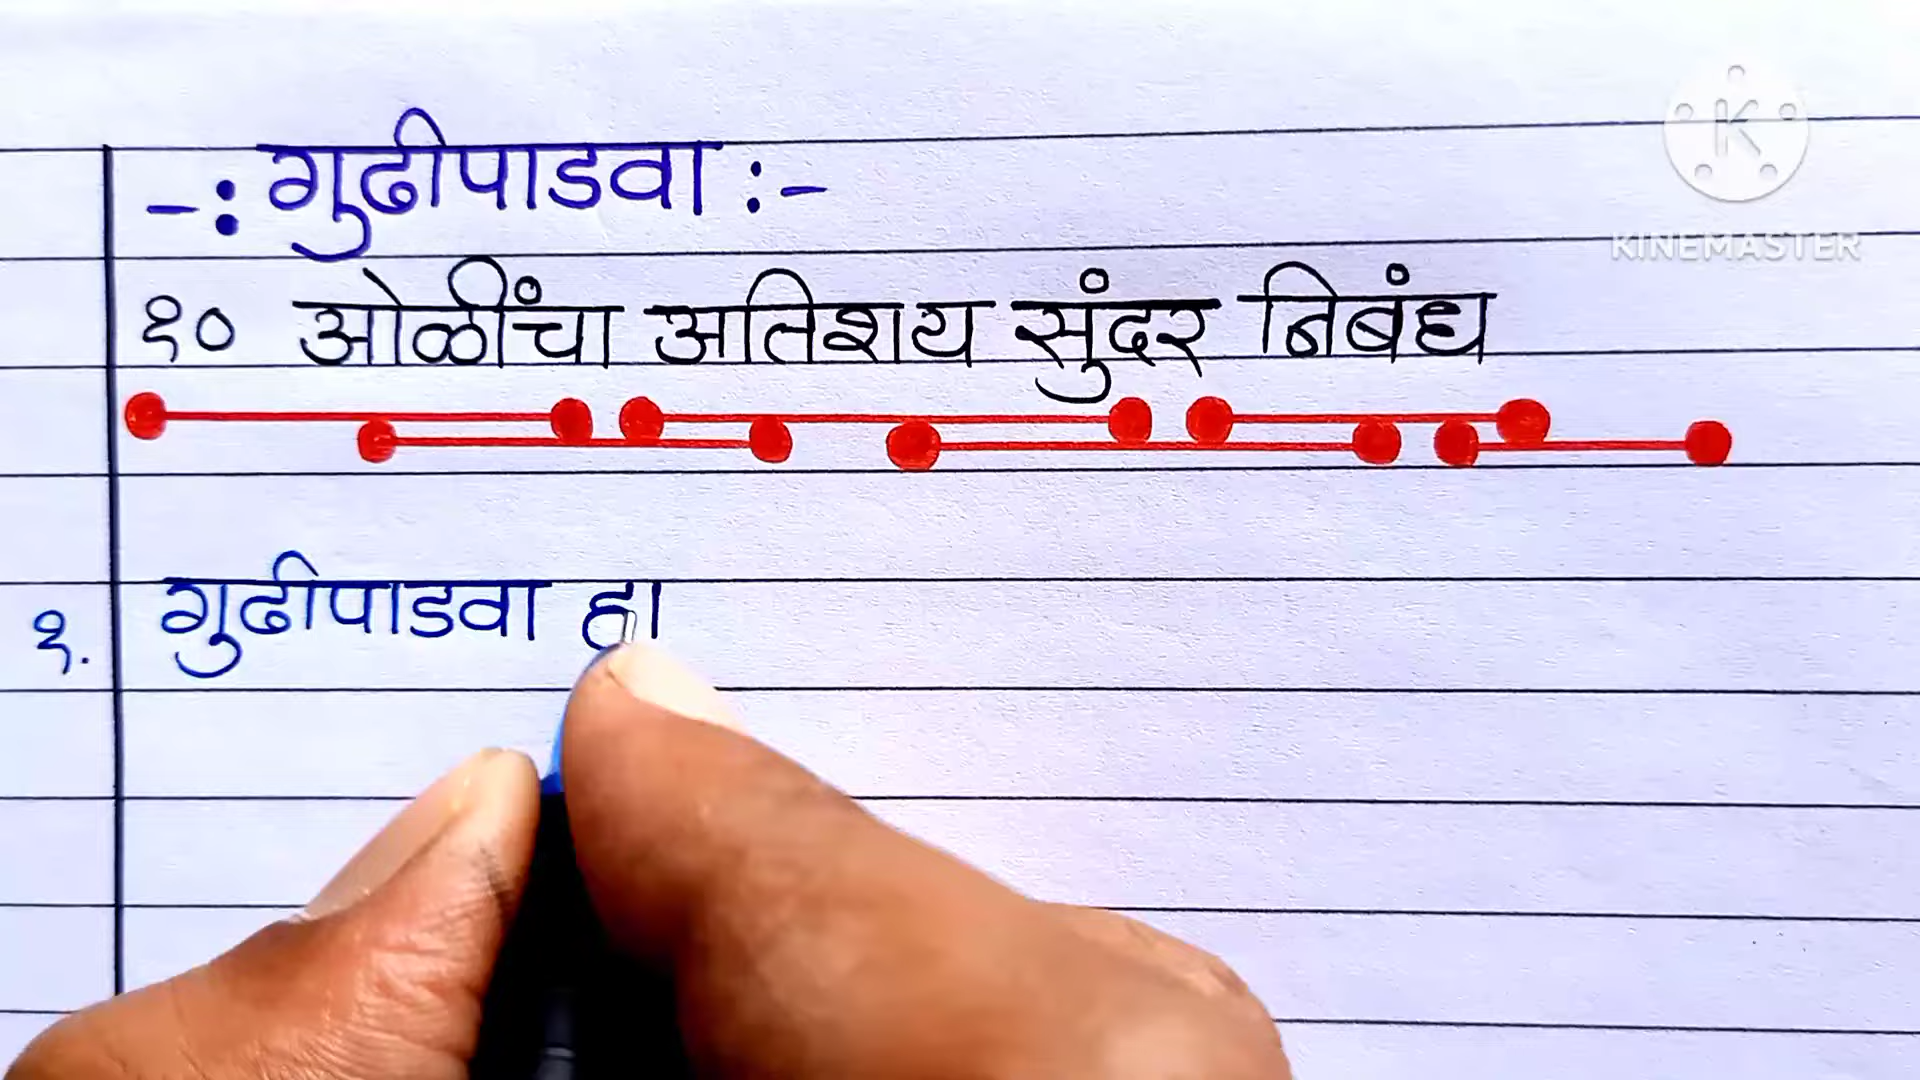 -: गुढीपाडवा :-
१० ओळींचा अतिशय सुंदर निबंध
१. गुढीपाडवा हा
K
KINEMASTER